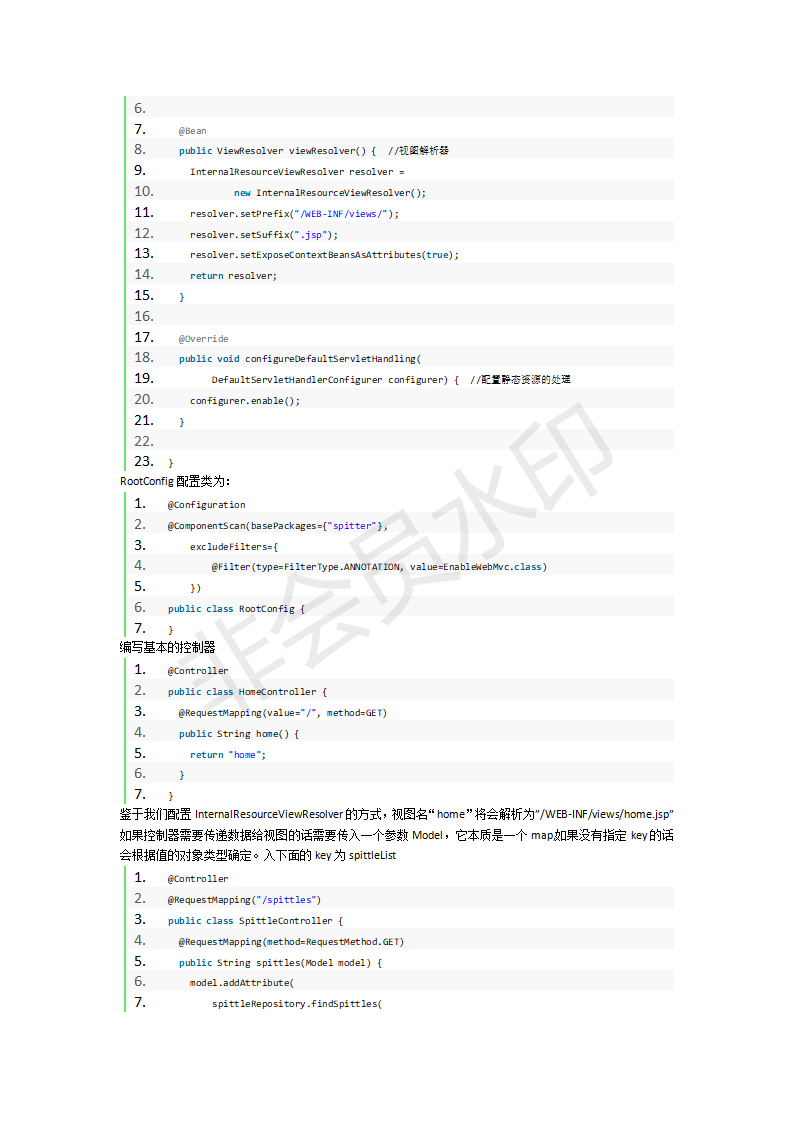 6.
7. @Bean
8. public ViewResolver viewResolver() { //视图解析器
9. InternalResourceViewResolver resolver =
10. new InternalResourceViewResolver();
11. resolver.setPrefix("/WEB-INF/views/");
12. resolver.setSuffix(".jsp");
13. resolver.setExposeContextBeansAsAttributes(true);
14. return resolver;
15. }
16.
17. @Override
18. public void configureDefaultServletHandling(
19. DefaultServletHandlerConfigurer configurer) { //配置静态资源的处理
20. configurer.enable();
21. }
22.
23. }
RootConfig 配置类为：
1. @Configuration
2. @ComponentScan(basePackages={"spitter"},
3. excludeFilters={
4. @Filter(type=FilterType.ANNOTATION, value=EnableWebMvc.class)
5. })
6. public class RootConfig {
7. }
编写基本的控制器
1. @Controller
2. public class HomeController {
3. @RequestMapping(value="/", method=GET)
4. public String home() {
5. return "home";
6. }
7. }
鉴于我们配置 InternalResourceViewResolver 的方式，视图名“home”将会解析为“/WEB-INF/views/home.jsp”
如果控制器需要传递数据给视图的话需要传入一个参数 Model，它本质是一个 map,如果没有指定 key 的话
会根据值的对象类型确定。入下面的 key 为 spittleList
1. @Controller
2. @RequestMapping("/spittles")
3. public class SpittleController {
4. @RequestMapping(method=RequestMethod.GET)
5. public String spittles(Model model) {
6. model.addAttribute(
7. spittleRepository.findSpittles(
非会员水印